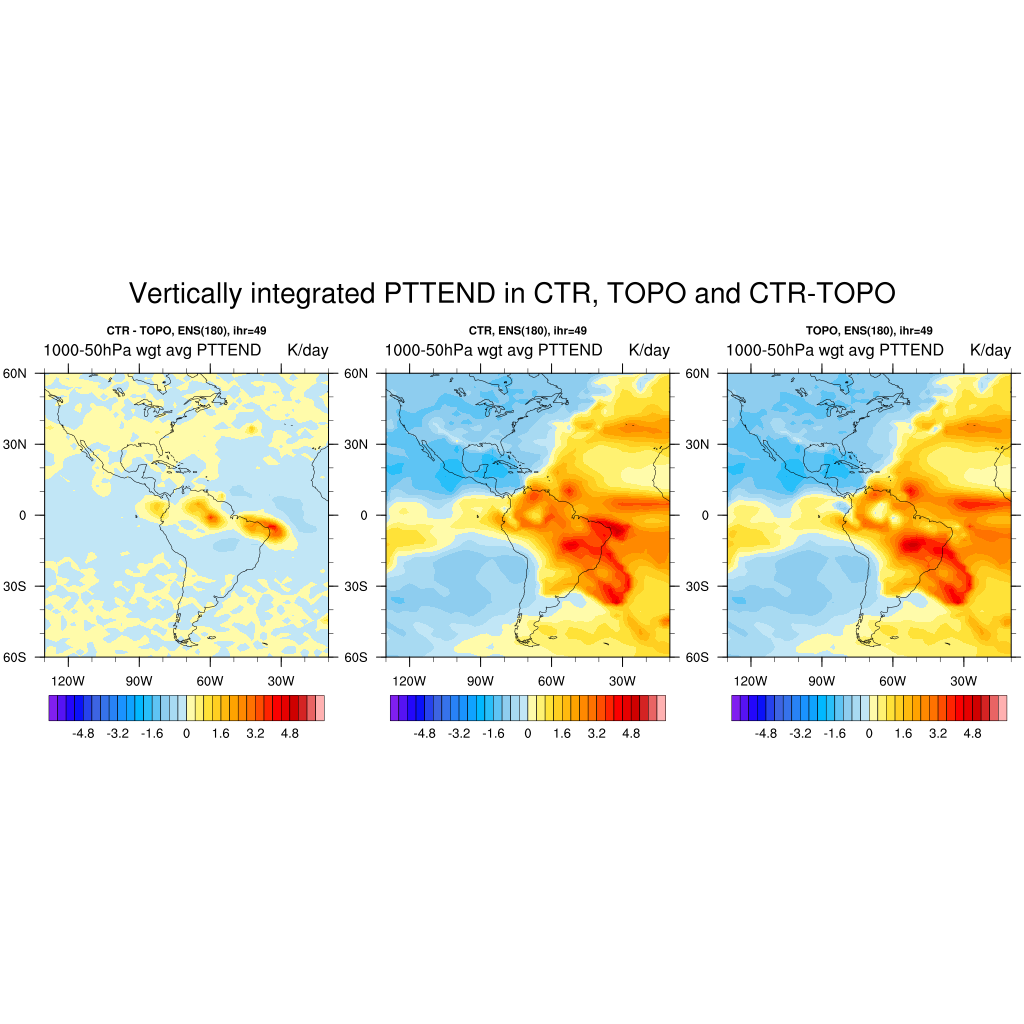 Vertically integrated PTTEND in CTR, TOPO and CTR-TOPO
CTR - TOPO, ENS(180), ihr=49
1000-50hPa wgt avg PTTEND K/day
60N
30N
0
30S
60S
120W 90W 60W 30W
-4.8 -3.2 -1.6 0 1.6 3.2 4.8
CTR, ENS(180), ihr=49
1000-50hPa wgt avg PTTEND K/day
60N
30N
0
30S
60S
120W 90W 60W 30W
-4.8 -3.2 -1.6 0 1.6 3.2 4.8
TOPO, ENS(180), ihr=49
1000-50hPa wgt avg PTTEND K/day
60N
30N
0
30S
60S
120W 90W 60W 30W
-4.8 -3.2 -1.6 0 1.6 3.2 4.8